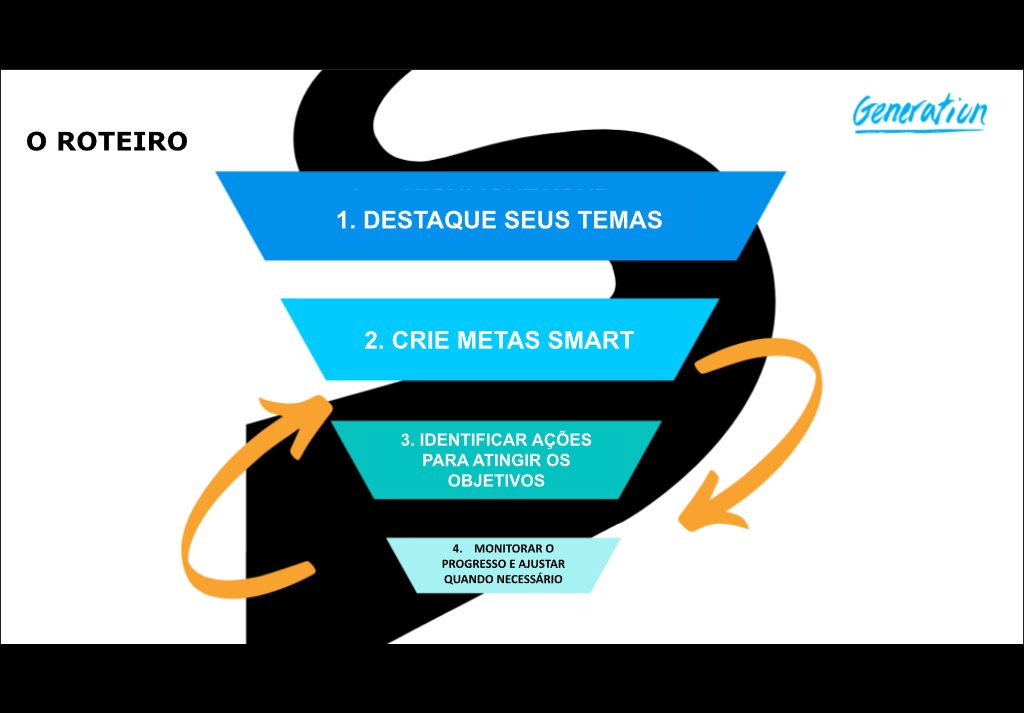 Generation
O ROTEIRO
1. DESTAQUE SEUS TEMAS
2. CRIE METAS SMART
3. IDENTIFICAR AÇÕES
PARA ATINGIR OS
OBJETIVOS
4. MONITORAR O
PROGRESSO E AJUSTAR
QUANDO NECESSÁRIO